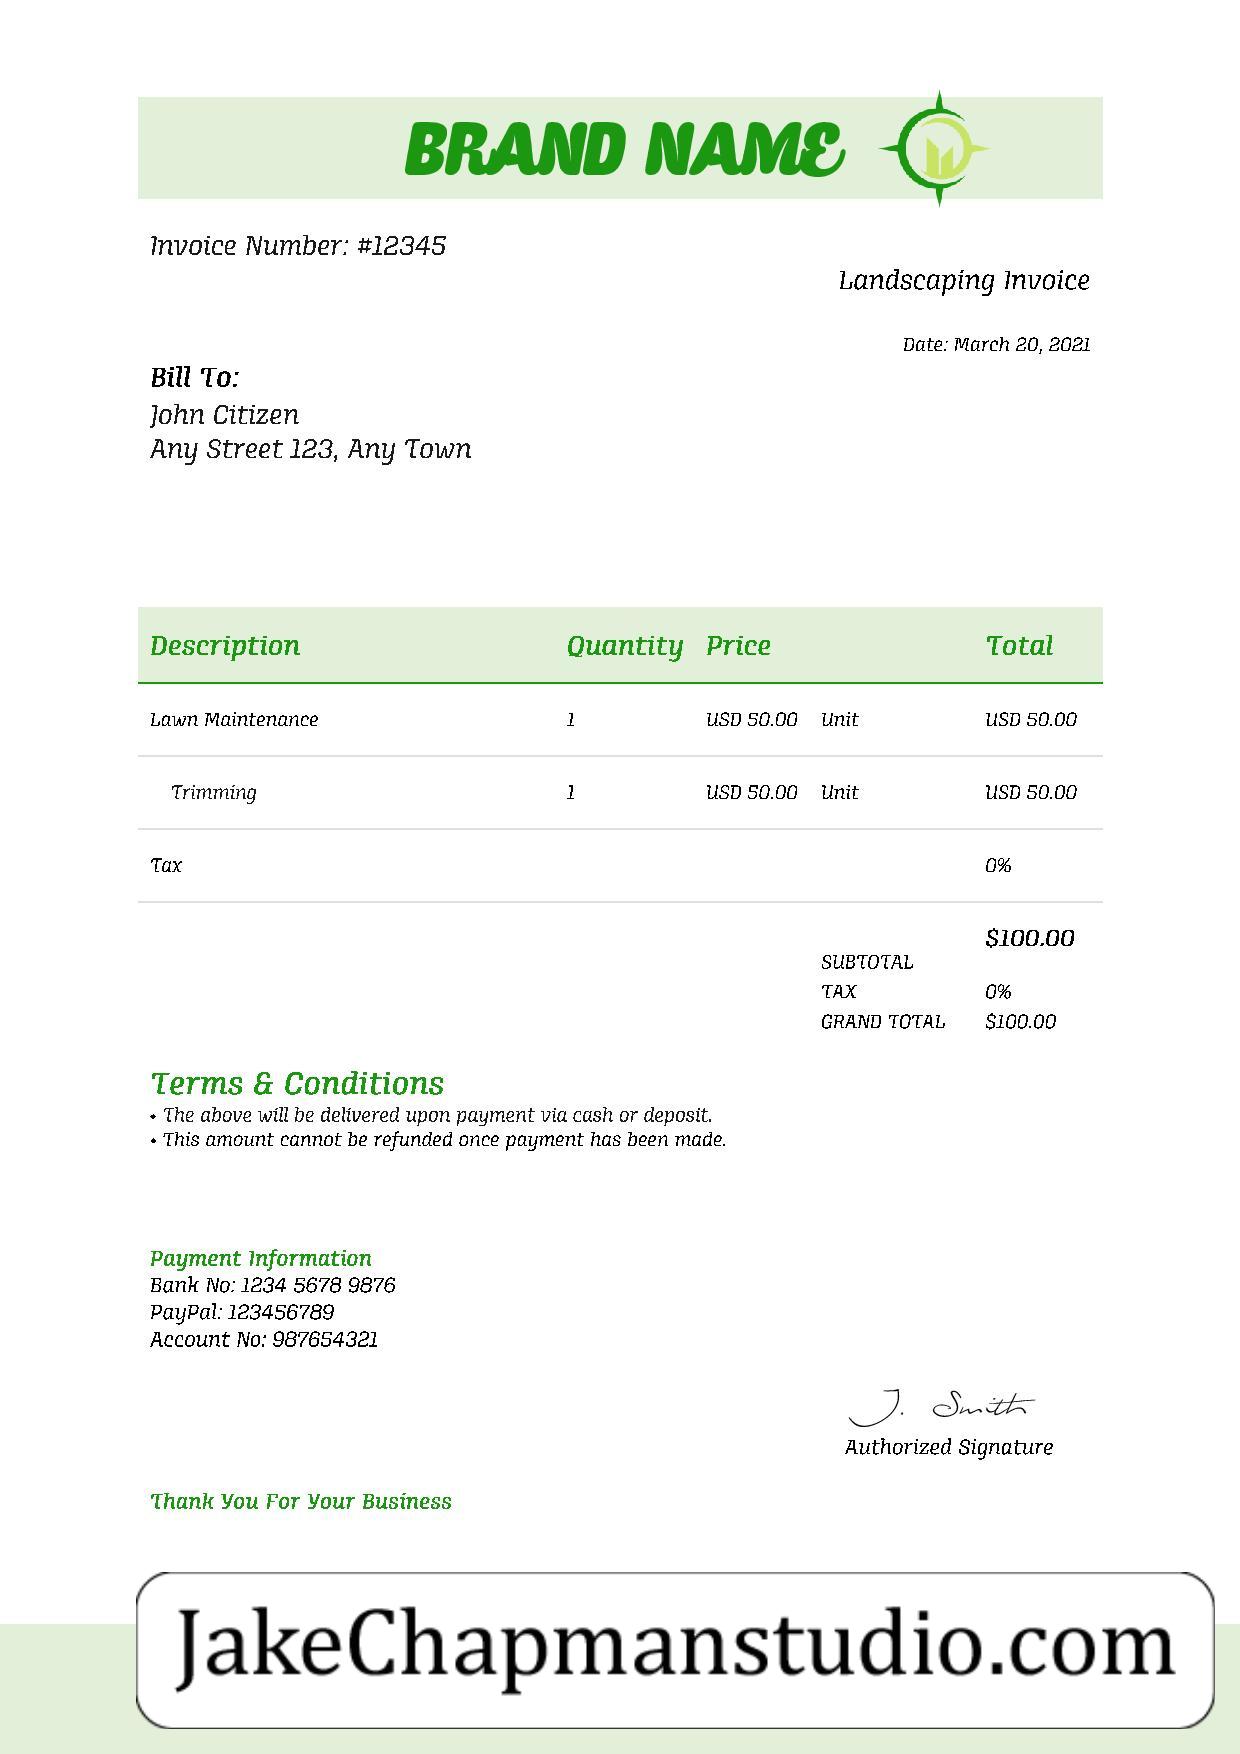 BRAND NAME
Invoice Number: #12345
Landscaping Invoice
Date: March 20, 2021
Bill To:
John Citizen
Any Street 123, Any Town
Description Quantity Price Total
Lawn Maintenance 1 USD 50.00 Unit USD 50.00
Trimming 1 USD 50.00 Unit USD 50.00
Tax 0%
$100.00
SUBTOTAL
TAX 0%
GRAND TOTAL $100.00
Terms & Conditions
• The above will be delivered upon payment via cash or deposit.
• This amount cannot be refunded once payment has been made.
Payment Information
Bank No: 1234 5678 9876
PayPal: 123456789
Account No: 987654321
J. Smith
Authorized Signature
Thank You For Your Business
JakeChapmanstudio.com